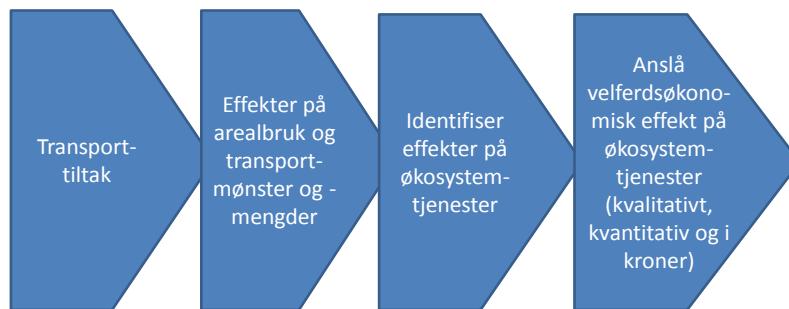 Transport-
tiltak
Effekter på
arealbruk og
transport-
mønster og -
mengder
Identifiser
effekter på
økosystem-
tjenester
Anslå
velferdsøkono-
misk effekt på
økosystem-
tjenester
(kvalitativt,
kvantitativ og i
kroner)